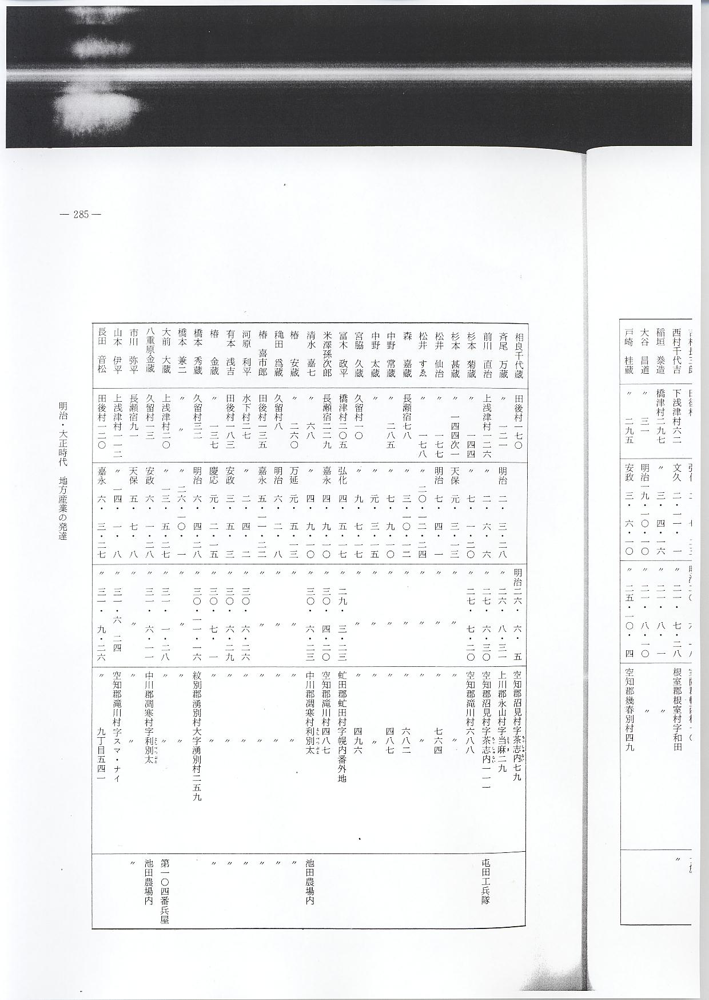 西村千代吉　下浅津村六二　文久　二・一一・　一　〃　二一・　七・二八　根室郡根室村字和田　〃
稲垣　泰造　橋津村二九七　〃　三・　四・一六　〃　二一・　八・　一　〃
大谷　昌道　〃　三一　明治一九・一〇・一〇　〃　二一・　八・一〇　〃
戸崎　桂蔵　〃　二九五　安政　三・　六・一〇　〃　二五・一〇・　四　空知郡幾春別村四九
相良千代蔵　田後村一七〇　明治二六・　六・　五　空知郡沼見村字茶志内七九
斉尾　万蔵　〃　一二一　明治　二・　三・二八　〃　二六・　八・三一　上川郡永山村字当麻二九
前川　直治　上浅津村一二六　〃　二・　六・　六　〃　二七・　六・三〇　空知郡沼見村字茶志内一一一　屯田工兵隊
杉本　菊蔵　〃　一四四　〃　七・　一・二〇　〃　二七・　七・二〇　空知郡滝川村六八八
杉本　甚蔵　〃　一四四次一　天保　元・　三・一三　〃　〃　〃　〃
松井　仙治　〃　一七七　明治　七・　四・　一　〃　〃　〃　七六四
松井　すゑ　〃　一七八　〃　二〇・一二・二四　〃　〃　〃　〃
森　　嘉蔵　長瀬宿七八　〃　三・一〇・一二　〃　〃　〃　六八二
中野　常蔵　〃　二八五　〃　七・　九・一〇　〃　〃　〃　四八七
中野　太蔵　〃　〃　元・　三・一五　〃　〃　〃　〃
宮脇　久蔵　久留村一〇　〃　九・　七・一七　〃　〃　〃　四九六
富木　政平　橋津村二〇五　弘化　四・　五・一七　〃　二九・　三・二三　虻田郡虻田村字幌内番外地
米澤孫次郎　長瀬宿二二九　嘉永　四・　九・一〇　〃　三〇・　四・二〇　空知郡滝川村四八七
清水　嘉七　〃　六八　〃　四・　九・一〇　〃　三〇・　六・二三　中川郡凋寒村利別太　池田農場内
椿　　安蔵　〃　二六〇　万延　元・　五・一三　〃　〃　〃　〃　〃
穐田　爲蔵　久留村八　明治　六・　二・　八　〃　〃　〃　〃　〃
椿　喜市郎　田後村一三五　嘉永　五・一一・二二　〃　〃　〃　〃　〃
河原　利平　水下村二七　〃　二・　四・　二　〃　三〇・　六・二六　〃　〃　〃
有本　浅吉　田後村一八三　安政　三・　五・　三　〃　三〇・　六・二九　〃　〃　〃
椿　　金蔵　〃　一三七　慶応　元・　二・一五　〃　三〇・　七・　一　〃　〃　〃
橋本　秀蔵　久留村三二　明治　六・　四・二八　〃　三〇・一一・一六　紋別郡湧別村大字湧別村二五九
橋本　兼二　〃　〃　〃　二六・一〇・　一　〃　〃　〃　〃
大前　大蔵　上浅津村二〇　〃　一三・　五・二七　〃　三一・　一・二八　〃　〃　第一〇四番兵屋
八重原金蔵　久留村一三　安政　六・　一・二八　〃　三一・　六・一一　中川郡凋寒村字利別太　池田農場内
市川　弥平　長瀬宿九一　天保　五・　七・　八　〃　〃　〃　〃　〃
山本　伊平　上浅津村一一二　〃　一四・　一・　八　〃　三一・　六　二四　空知郡滝川村字スマ・ナイ
長田　音松　田後村一二〇　嘉永　六・　三・二七　〃　三一・　九・二六　〃　九丁目五四一
明治・大正時代　地方産業の発達
— 285 —